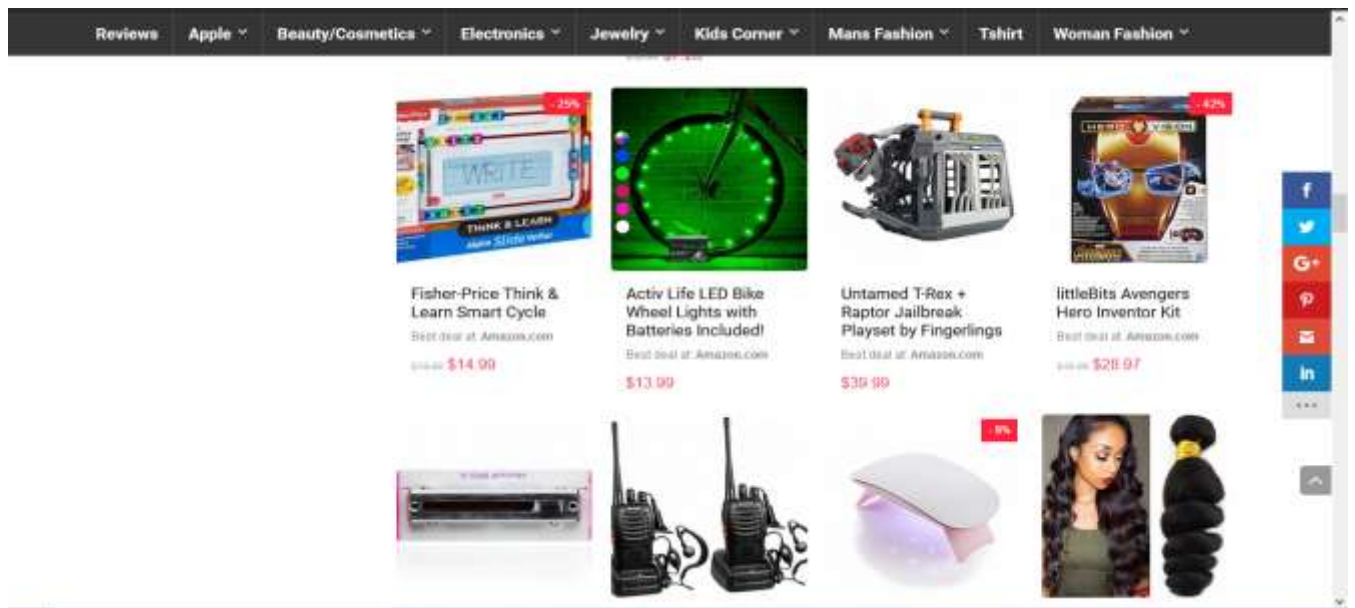 Reviews Apple Beauty/Cosmetics Electronics Jewelry Kids Corner Mans Fashion Tshirt Woman Fashion
- 25%
- 42%
WRITE
THINK & LEARN
HERO VISION
Fisher-Price Think &
Learn Smart Cycle
Best deal at: Amazon.com
$14.99
Activ Life LED Bike
Wheel Lights with
Batteries Included!
Best deal at: Amazon.com
$13.99
Untamed T-Rex +
Raptor Jailbreak
Playset by Fingerlings
Best deal at: Amazon.com
$39.99
littleBits Avengers
Hero Inventor Kit
Best deal at: Amazon.com
$28.97
f
G+
in